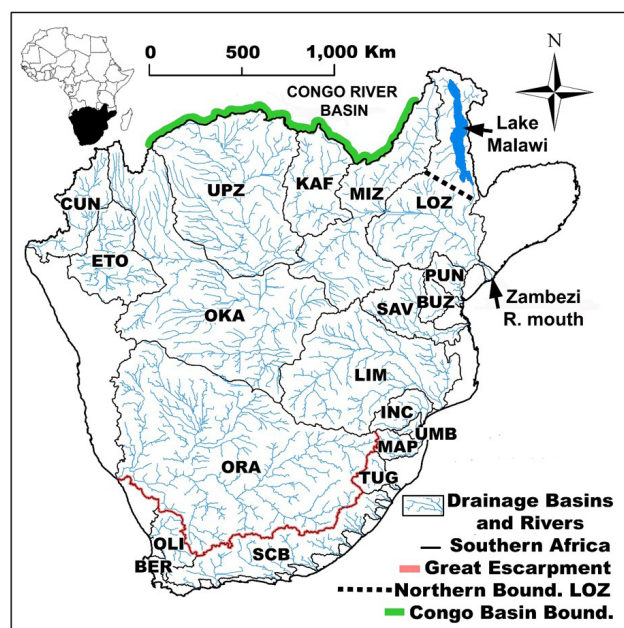 0 500 1,000 Km
N
CONGO RIVER
BASIN
Lake
Malawi
UPZ
KAF
MIZ
LOZ
CUN
ETO
PUN
BUZ
SAV
OKA
Zambezi
R. mouth
LIM
INC
UMB
MAP
ORA
TUG
OLI
SCB
BER
Drainage Basins
and Rivers
Southern Africa
Great Escarpment
Northern Bound. LOZ
Congo Basin Bound.